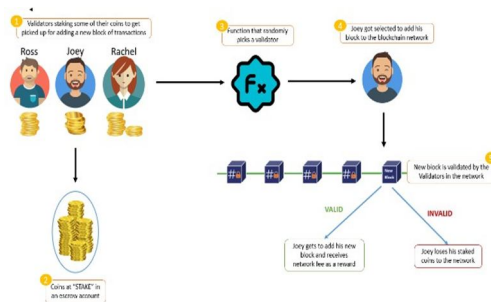 1
Validators staking some of their coins to get
picked up for adding a new block of transactions
Ross
Joey
Rachel
3
Function that randomly
picks a validator
Fx
4
Joey got selected to add his
block to the blockchain network
#
#
#
#
New
Block
New block is validated by the
Validators in the network
VALID
INVALID
Joey gets to add his new
block and receives
network fee as a reward
Joey loses his staked
coins to the network
2
Coins at "STAKE" in
an escrow account